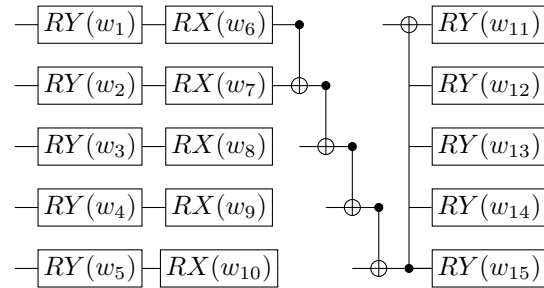 RY(w₁) RX(w₆) RY(w₁₁)
RY(w₂) RX(w₇) RY(w₁₂)
RY(w₃) RX(w₈) RY(w₁₃)
RY(w₄) RX(w₉) RY(w₁₄)
RY(w₅) RX(w₁₀) RY(w₁₅)